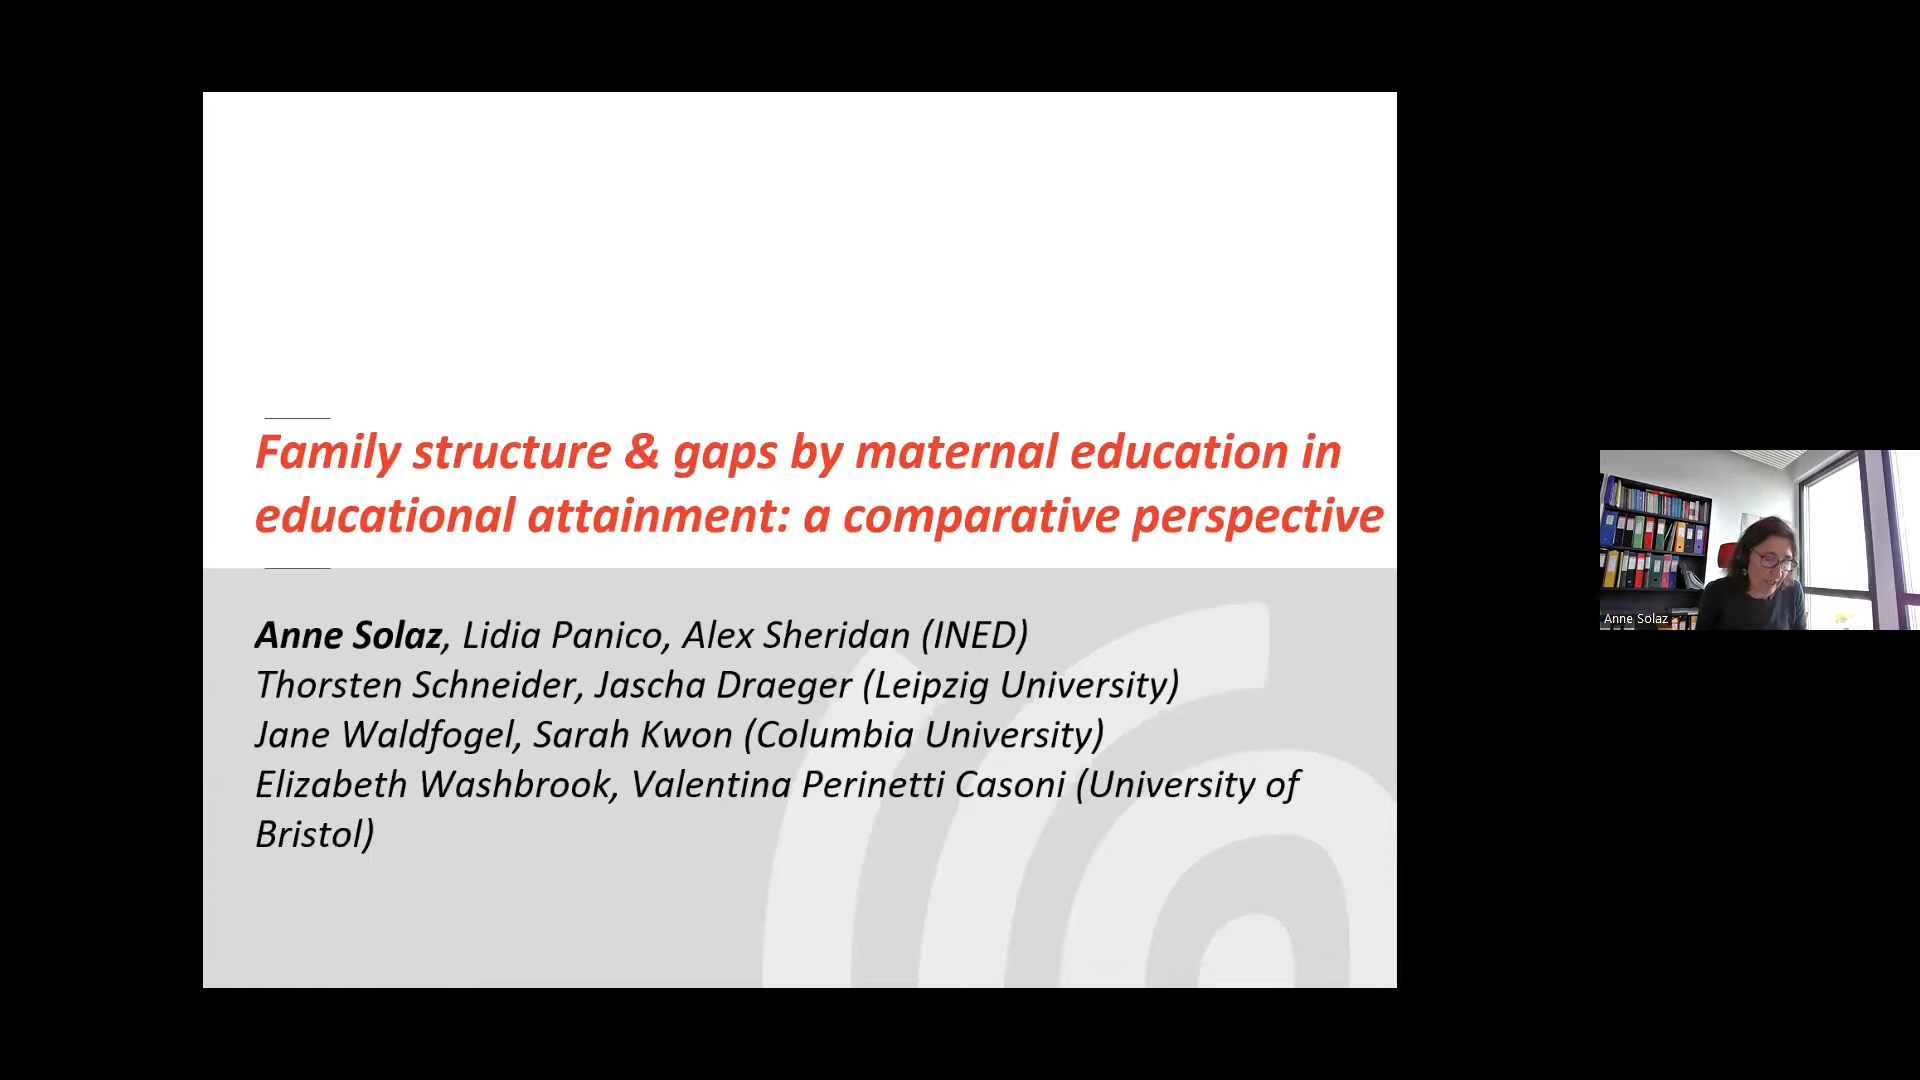 Family structure & gaps by maternal education in
educational attainment: a comparative perspective
Anne Solaz, Lidia Panico, Alex Sheridan (INED)
Thorsten Schneider, Jascha Draeger (Leipzig University)
Jane Waldfogel, Sarah Kwon (Columbia University)
Elizabeth Washbrook, Valentina Perinetti Casoni (University of
Bristol)
Anne Solaz